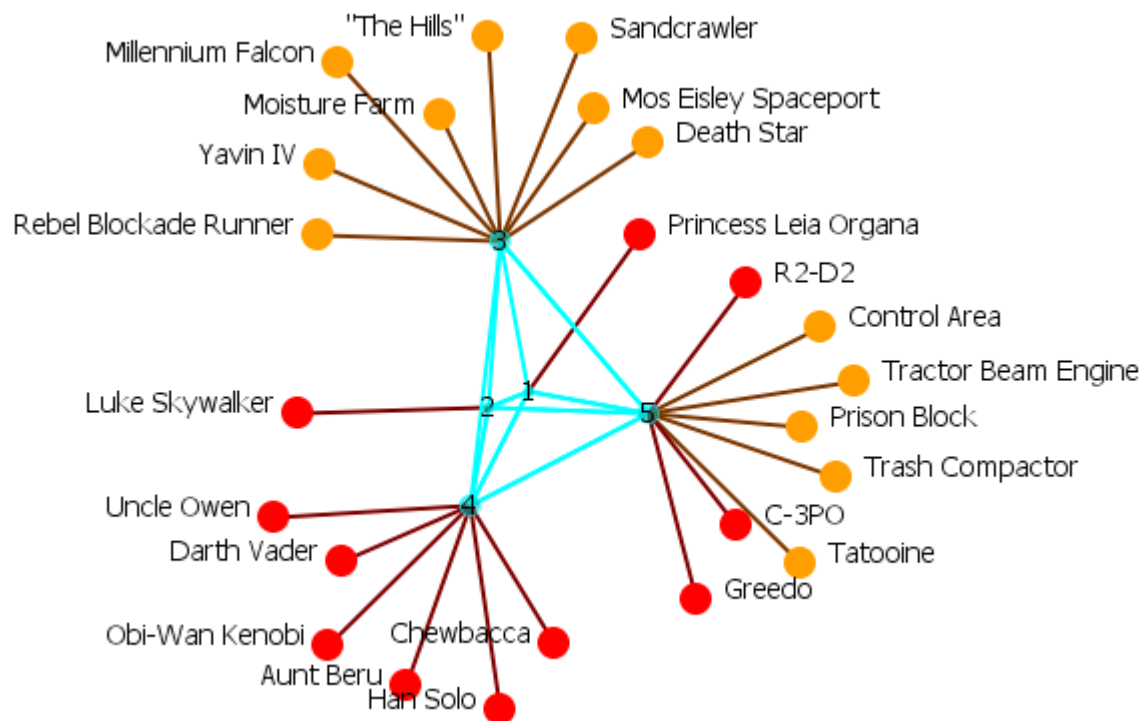 "The Hills"
Sandcrawler
Millennium Falcon
Moisture Farm
Mos Eisley Spaceport
Death Star
Yavin IV
Rebel Blockade Runner
Princess Leia Organa
3
R2-D2
Control Area
Tractor Beam Engine
1
Luke Skywalker
2
5
Prison Block
Trash Compactor
Uncle Owen
4
C-3PO
Darth Vader
Tatooine
Greedo
Obi-Wan Kenobi
Chewbacca
Aunt Beru
Han Solo